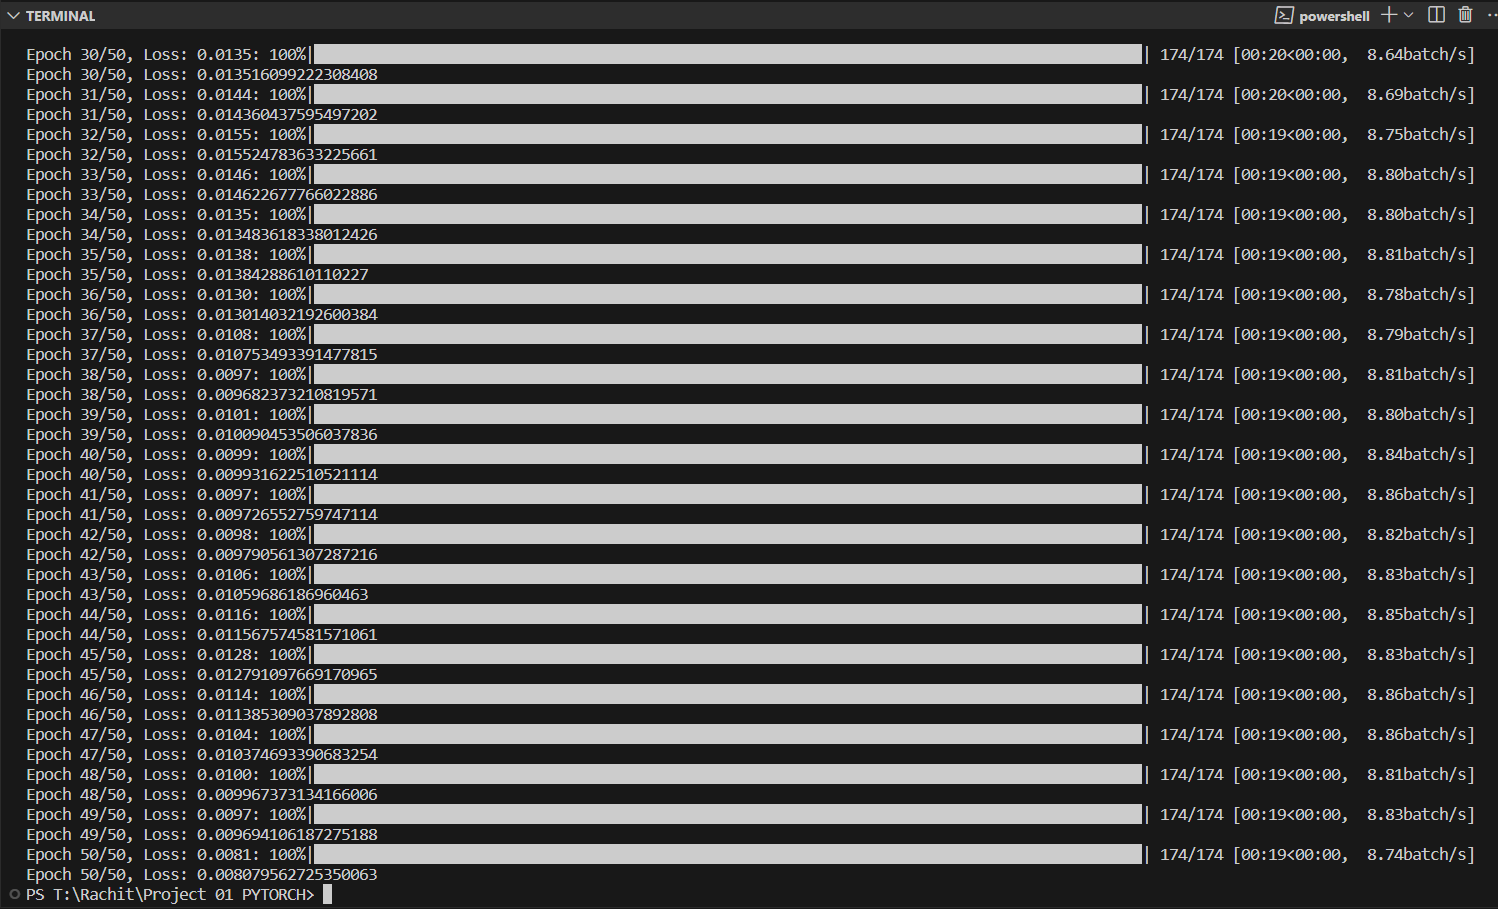 TERMINAL
powershell
Epoch 30/50, Loss: 0.0135: 100%| | 174/174 [00:20<00:00, 8.64batch/s]
Epoch 30/50, Loss: 0.013516099222308408
Epoch 31/50, Loss: 0.0144: 100%| | 174/174 [00:20<00:00, 8.69batch/s]
Epoch 31/50, Loss: 0.014360437595497202
Epoch 32/50, Loss: 0.0155: 100%| | 174/174 [00:19<00:00, 8.75batch/s]
Epoch 32/50, Loss: 0.015524783633225661
Epoch 33/50, Loss: 0.0146: 100%| | 174/174 [00:19<00:00, 8.80batch/s]
Epoch 33/50, Loss: 0.014622677766022886
Epoch 34/50, Loss: 0.0135: 100%| | 174/174 [00:19<00:00, 8.80batch/s]
Epoch 34/50, Loss: 0.013483618338012426
Epoch 35/50, Loss: 0.0138: 100%| | 174/174 [00:19<00:00, 8.81batch/s]
Epoch 35/50, Loss: 0.01384288610110227
Epoch 36/50, Loss: 0.0130: 100%| | 174/174 [00:19<00:00, 8.78batch/s]
Epoch 36/50, Loss: 0.013014032192600384
Epoch 37/50, Loss: 0.0108: 100%| | 174/174 [00:19<00:00, 8.79batch/s]
Epoch 37/50, Loss: 0.010753493391477815
Epoch 38/50, Loss: 0.0097: 100%| | 174/174 [00:19<00:00, 8.81batch/s]
Epoch 38/50, Loss: 0.009682373210819571
Epoch 39/50, Loss: 0.0101: 100%| | 174/174 [00:19<00:00, 8.80batch/s]
Epoch 39/50, Loss: 0.010090453506037836
Epoch 40/50, Loss: 0.0099: 100%| | 174/174 [00:19<00:00, 8.84batch/s]
Epoch 40/50, Loss: 0.009931622510521114
Epoch 41/50, Loss: 0.0097: 100%| | 174/174 [00:19<00:00, 8.86batch/s]
Epoch 41/50, Loss: 0.009726552759747114
Epoch 42/50, Loss: 0.0098: 100%| | 174/174 [00:19<00:00, 8.82batch/s]
Epoch 42/50, Loss: 0.009790561307287216
Epoch 43/50, Loss: 0.0106: 100%| | 174/174 [00:19<00:00, 8.83batch/s]
Epoch 43/50, Loss: 0.01059686186960463
Epoch 44/50, Loss: 0.0116: 100%| | 174/174 [00:19<00:00, 8.85batch/s]
Epoch 44/50, Loss: 0.011567574581571061
Epoch 45/50, Loss: 0.0128: 100%| | 174/174 [00:19<00:00, 8.83batch/s]
Epoch 45/50, Loss: 0.012791097669170965
Epoch 46/50, Loss: 0.0114: 100%| | 174/174 [00:19<00:00, 8.86batch/s]
Epoch 46/50, Loss: 0.011385309037892808
Epoch 47/50, Loss: 0.0104: 100%| | 174/174 [00:19<00:00, 8.86batch/s]
Epoch 47/50, Loss: 0.010374693390683254
Epoch 48/50, Loss: 0.0100: 100%| | 174/174 [00:19<00:00, 8.81batch/s]
Epoch 48/50, Loss: 0.009967373134166006
Epoch 49/50, Loss: 0.0097: 100%| | 174/174 [00:19<00:00, 8.83batch/s]
Epoch 49/50, Loss: 0.009694106187275188
Epoch 50/50, Loss: 0.0081: 100%| | 174/174 [00:19<00:00, 8.74batch/s]
Epoch 50/50, Loss: 0.008079562725350063
PS T:\Rachit\Project 01 PYTORCH>